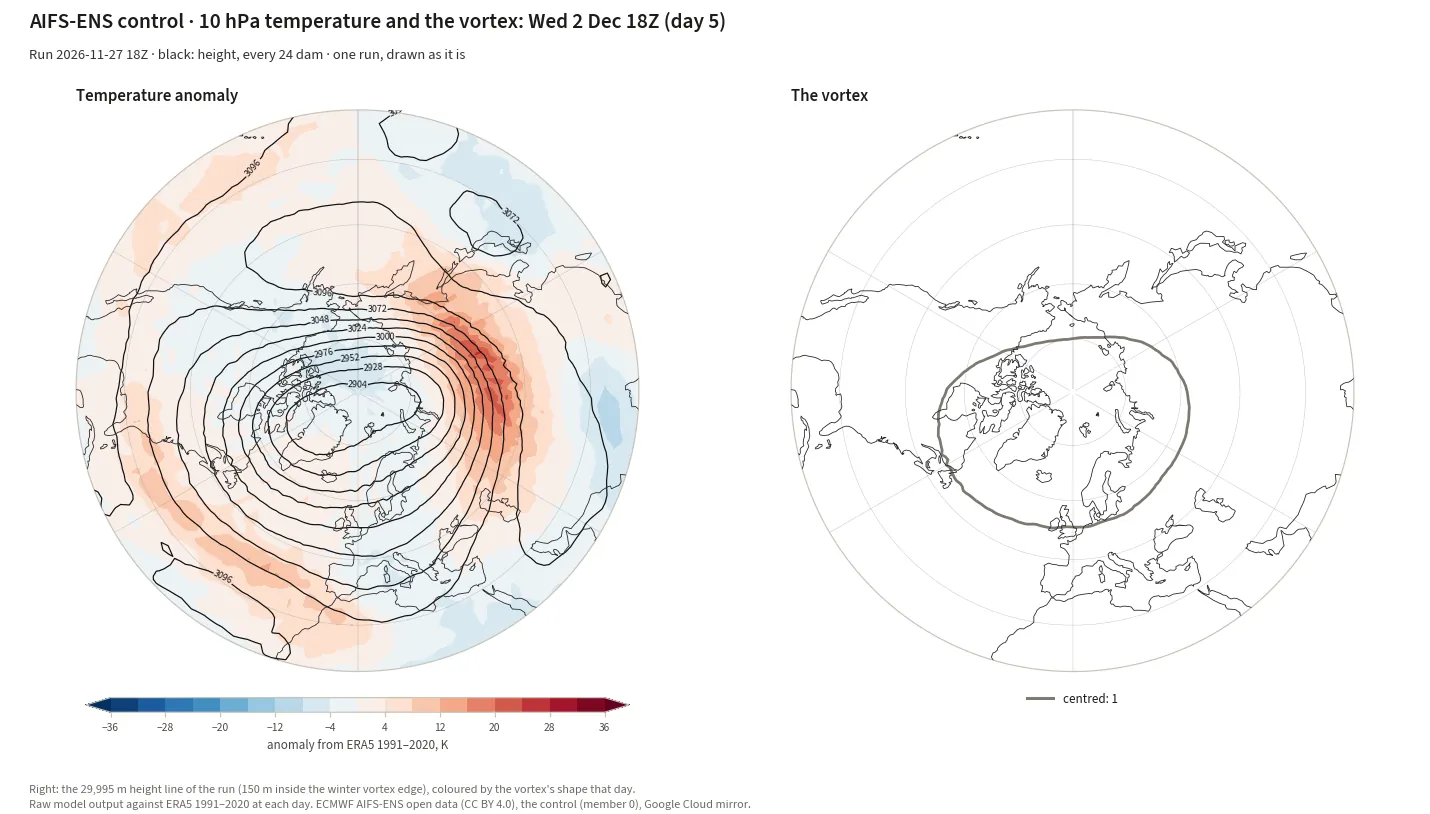 AIFS-ENS control · 10 hPa temperature and the vortex: Wed 2 Dec 18Z (day 5)
Run 2026-11-27 18Z · black: height, every 24 dam · one run, drawn as it is
Temperature anomaly
The vortex
3096
3072
3096
3072
3048
3024
3000
2976
2952
2928
2904
3096
−36 −28 −20 −12 −4 4 12 20 28 36
anomaly from ERA5 1991–2020, K
centred: 1
Right: the 29,995 m height line of the run (150 m inside the winter vortex edge), coloured by the vortex's shape that day.
Raw model output against ERA5 1991–2020 at each day. ECMWF AIFS-ENS open data (CC BY 4.0), the control (member 0), Google Cloud mirror.